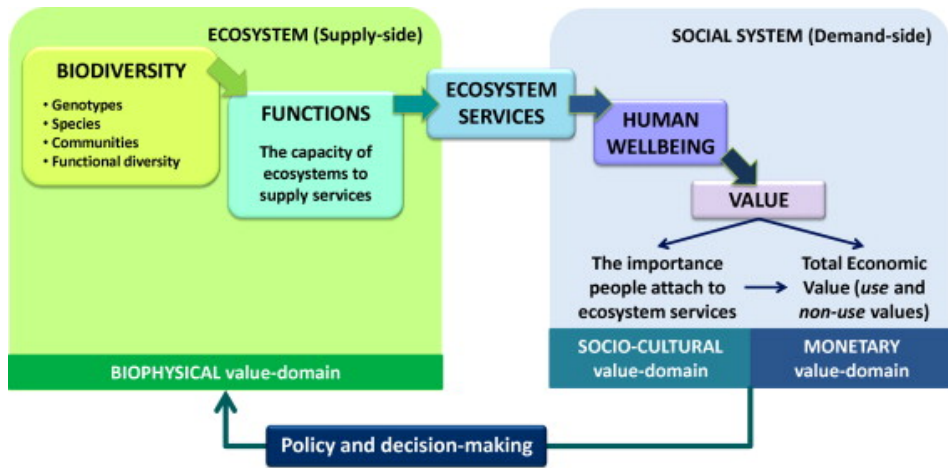 ECOSYSTEM (Supply-side)
BIODIVERSITY
• Genotypes
• Species
• Communities
• Functional diversity
FUNCTIONS
The capacity of
ecosystems to
supply services
ECOSYSTEM
SERVICES
SOCIAL SYSTEM (Demand-side)
HUMAN
WELLBEING
VALUE
The importance
people attach to
ecosystem services
Total Economic
Value (use and
non-use values)
BIOPHYSICAL value-domain
SOCIO-CULTURAL
value-domain
MONETARY
value-domain
Policy and decision-making